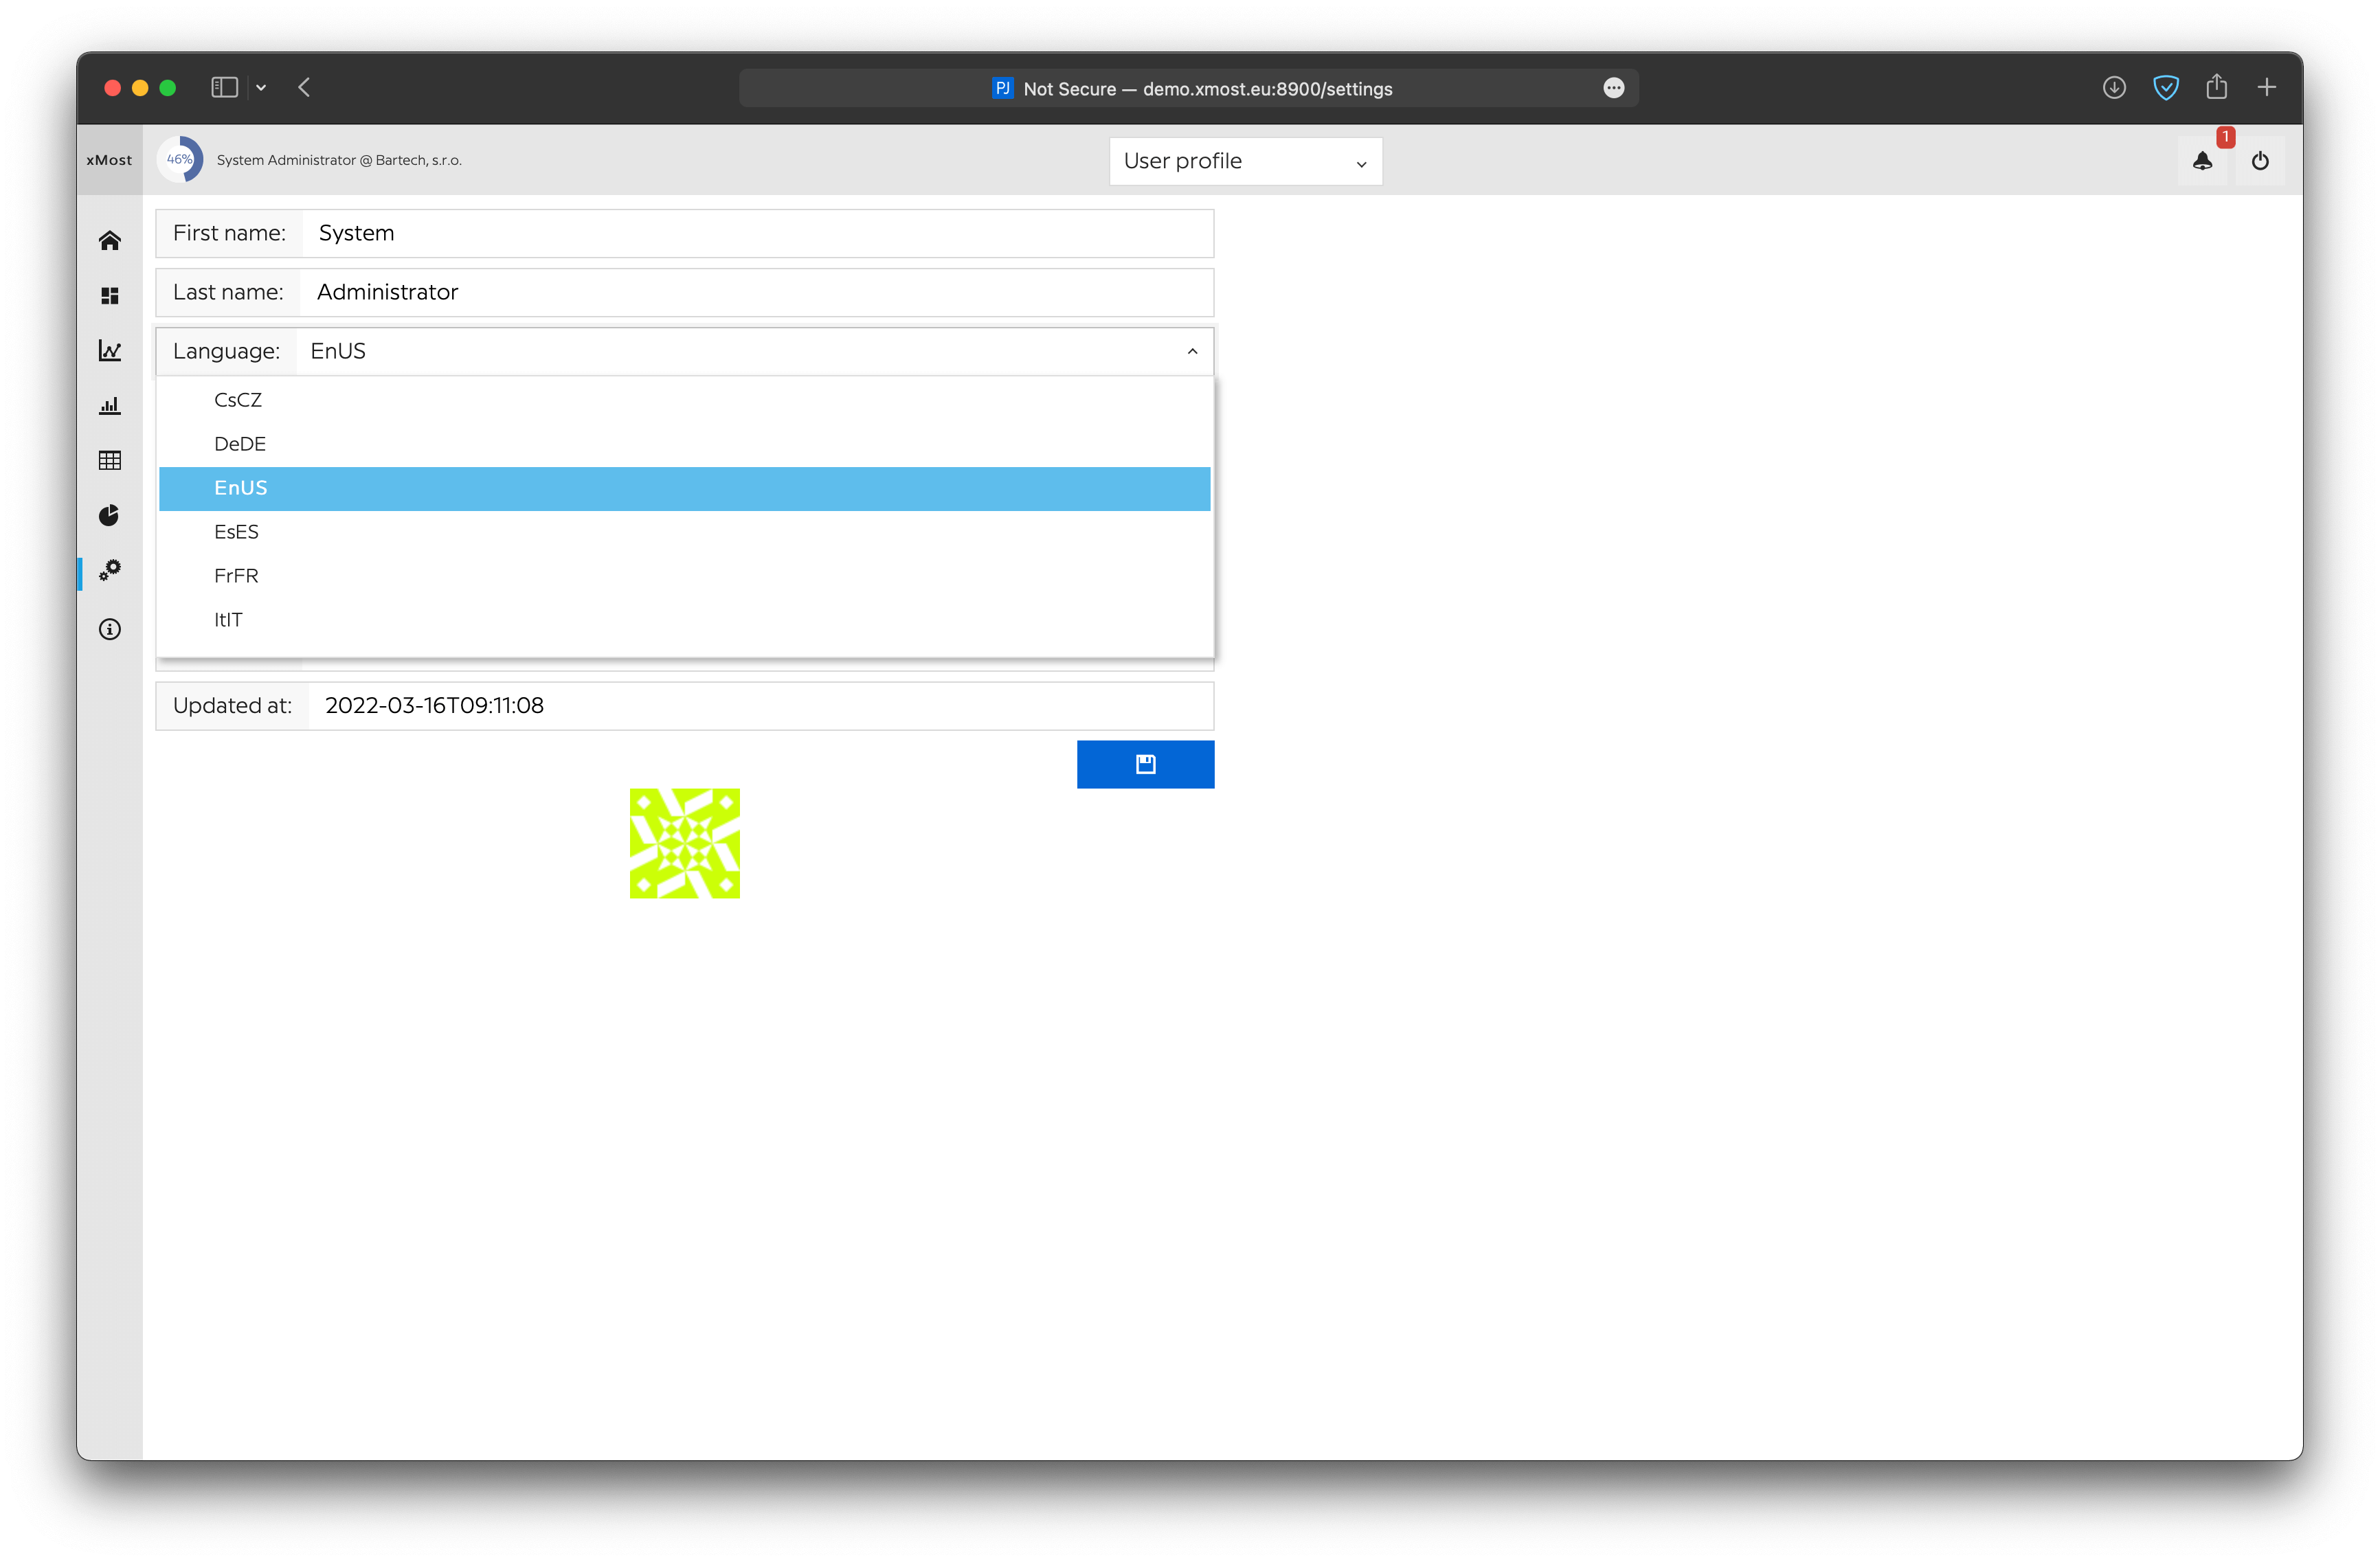 PJ Not Secure — demo.xmost.eu:8900/settings
xMost
46%
System Administrator @ Bartech, s.r.o.
User profile
1
First name: System
Last name: Administrator
Language: EnUS
CsCZ
DeDE
EnUS
EsES
FrFR
ItIT
Updated at: 2022-03-16T09:11:08